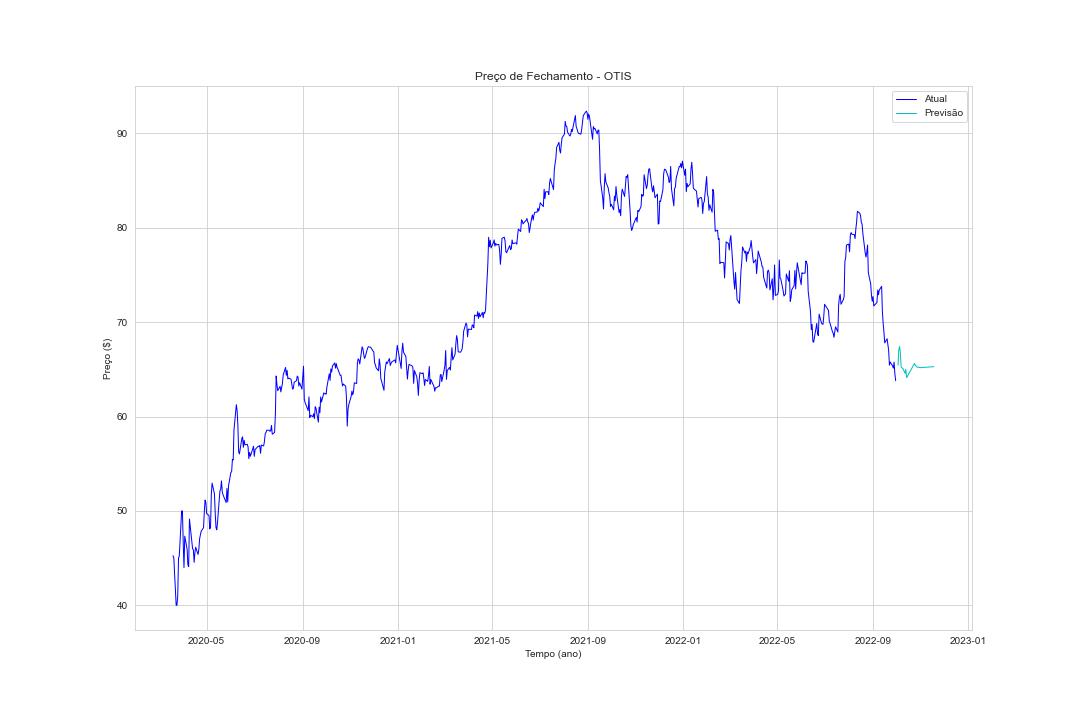 Preço de Fechamento - OTIS
Atual
Previsão
Preço ($)
90
80
70
60
50
40
2020-05 2020-09 2021-01 2021-05 2021-09 2022-01 2022-05 2022-09 2023-01
Tempo (ano)